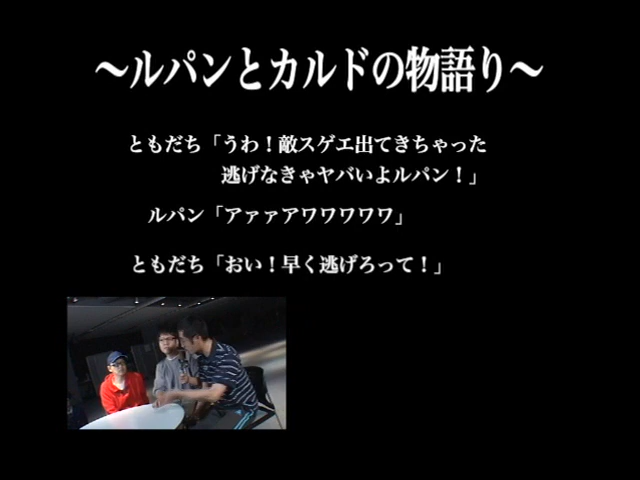 ～ルパンとカルドの物語り～
ともだち「うわ！敵スゲエ出てきちゃった
逃げなきゃヤバいよルパン！」
ルパン「アァァアワワワワワ」
ともだち「おい！早く逃げろって！」